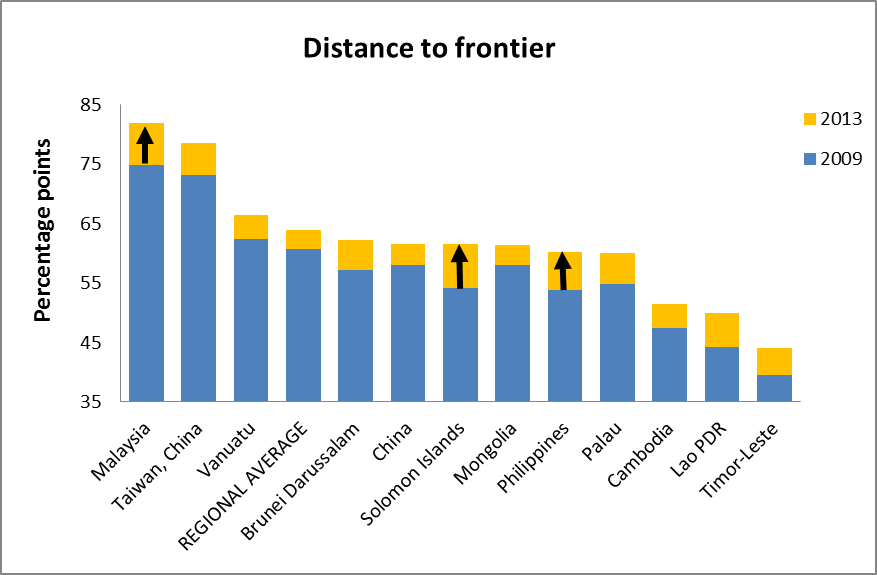 Distance to frontier
Percentage points
85
75
65
55
45
35
2013
2009
Malaysia
Taiwan, China
Vanuatu
REGIONAL AVERAGE
Brunei Darussalam
China
Solomon Islands
Mongolia
Philippines
Palau
Cambodia
Lao PDR
Timor-Leste